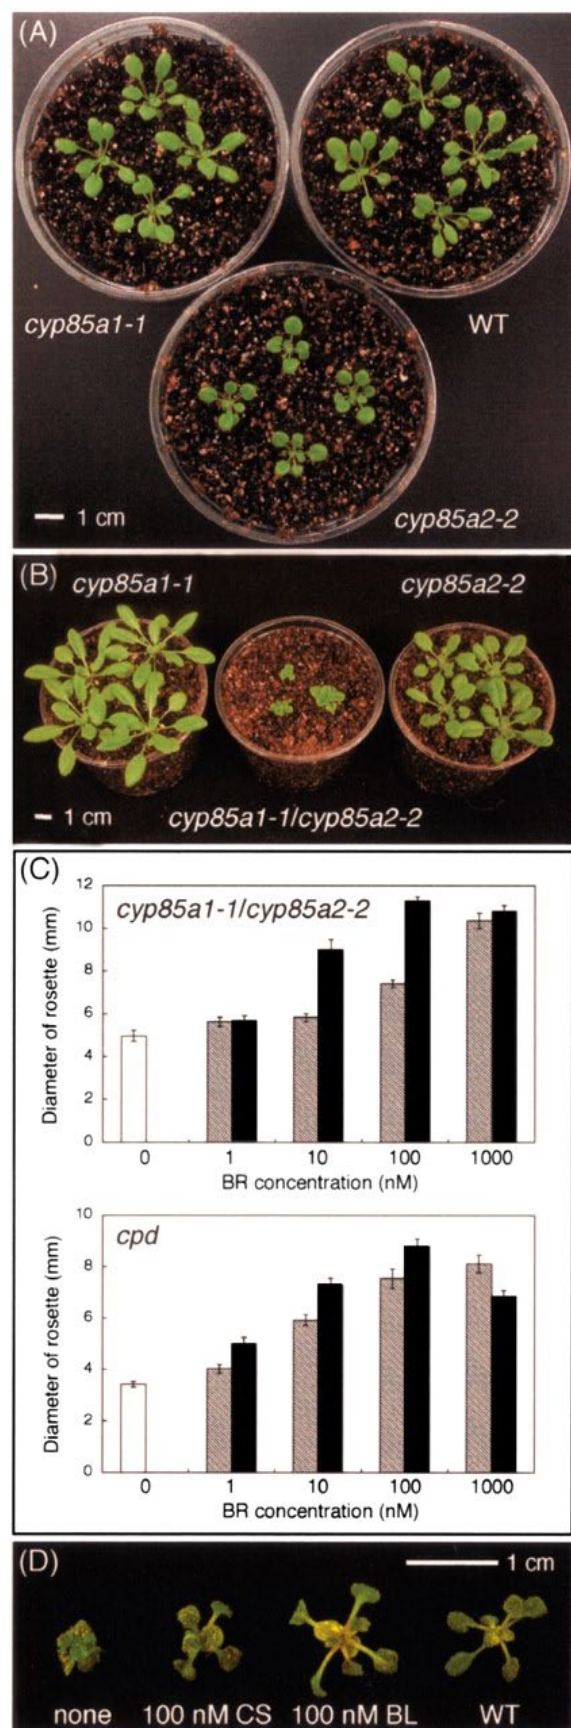 (A)
cyp85a1-1
WT
cyp85a2-2
1 cm
(B)
cyp85a1-1
cyp85a2-2
1 cm
cyp85a1-1/cyp85a2-2
(C)
12
10
8
6
4
2
0
Diameter of rosette (mm)
cyp85a1-1/cyp85a2-2
0 1 10 100 1000
BR concentration (nM)
10
8
6
4
2
0
Diameter of rosette (mm)
cpd
0 1 10 100 1000
BR concentration (nM)
(D)
1 cm
none 100 nM CS 100 nM BL WT